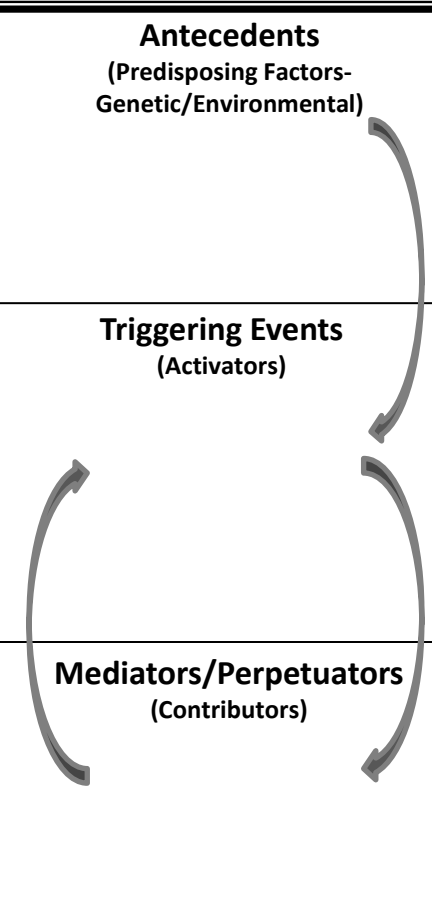 Antecedents
(Predisposing Factors-
Genetic/Environmental)
Triggering Events
(Activators)
Mediators/Perpetuators
(Contributors)